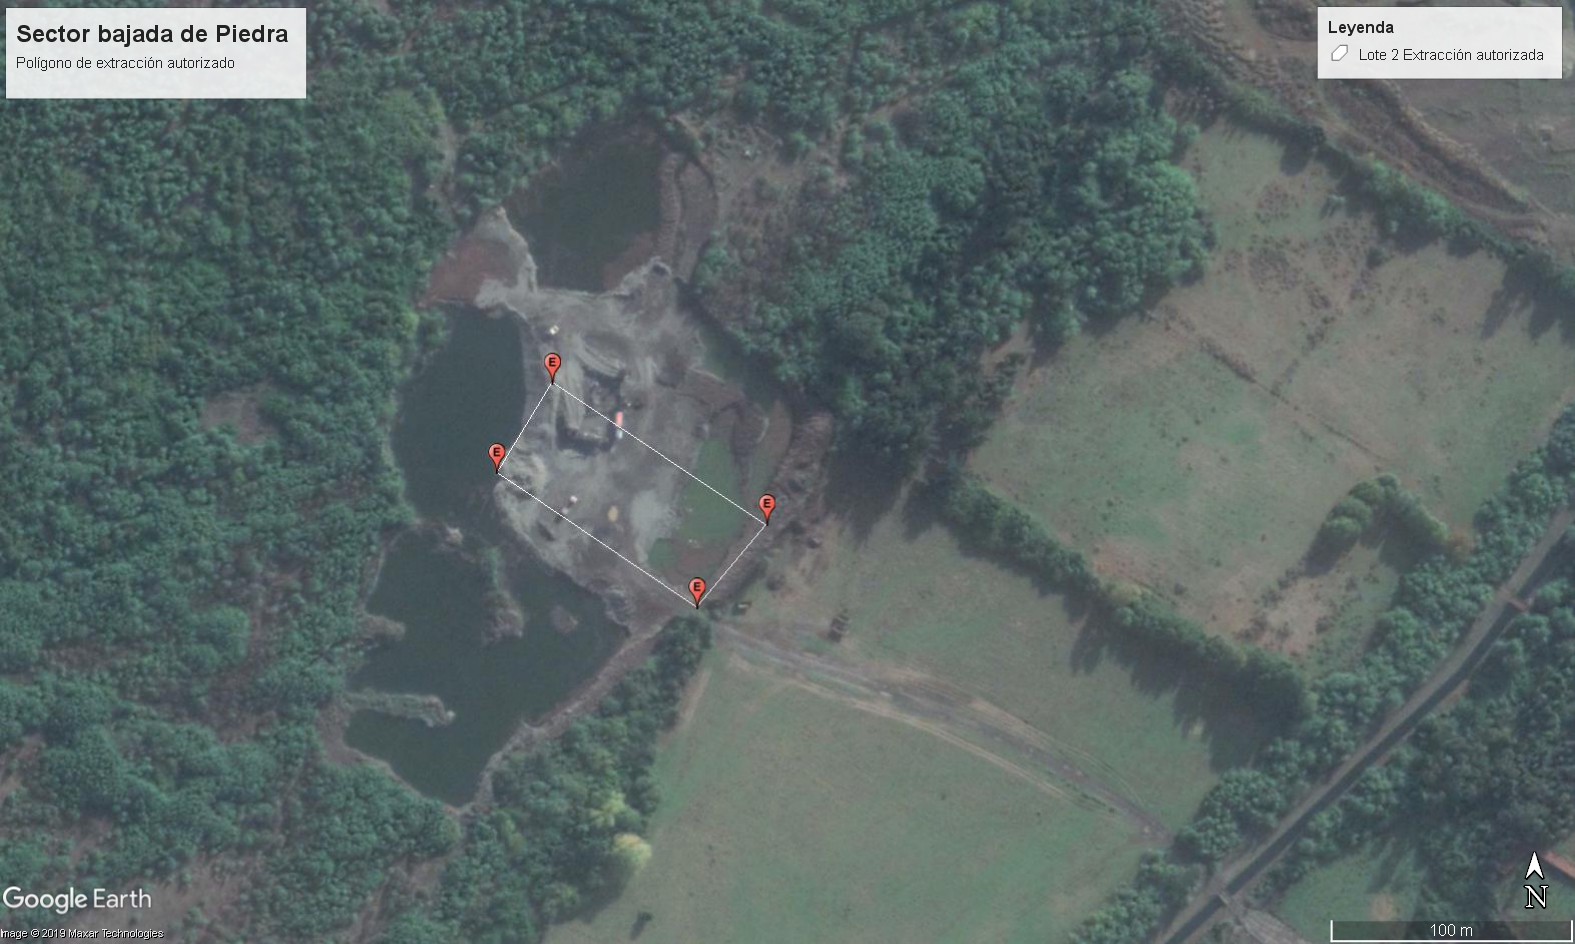 Sector bajada de Piedra
Polígono de extracción autorizado
Leyenda
Lote 2 Extracción autorizada
E
E
E
E
Google Earth
Image © 2019 Maxar Technologies
N
100 m